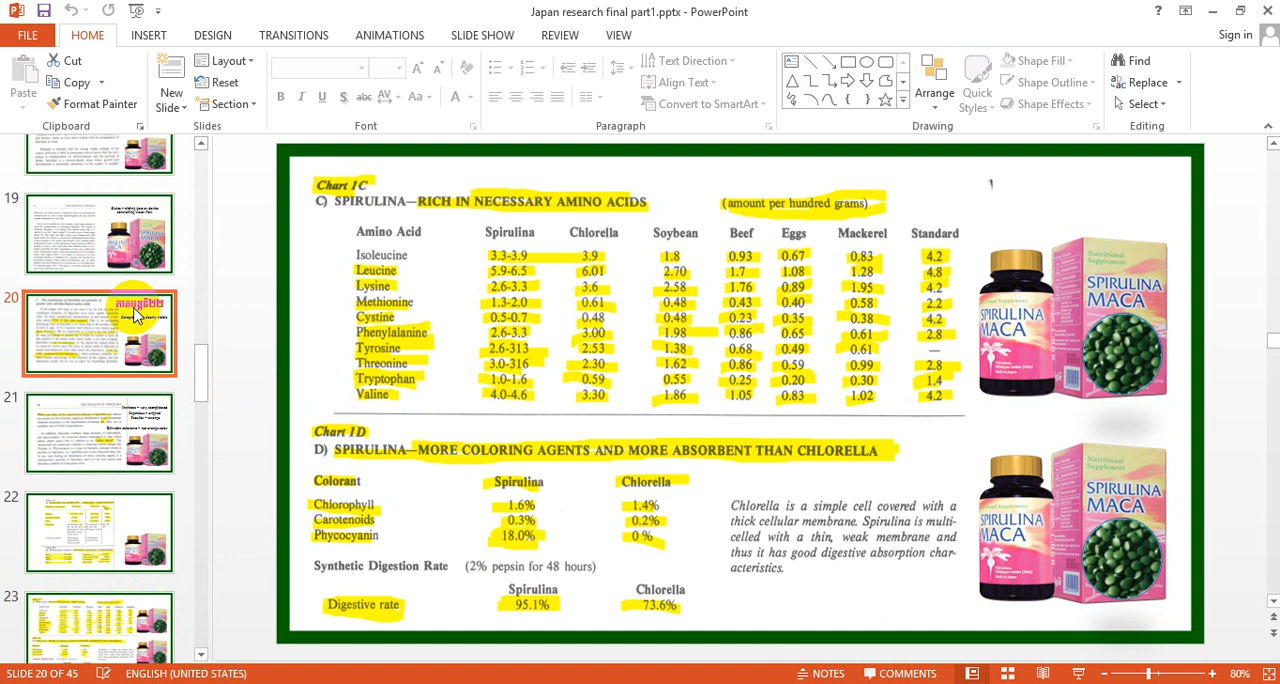 Japan research final part1.pptx - PowerPoint
FILE HOME INSERT DESIGN TRANSITIONS ANIMATIONS SLIDE SHOW REVIEW VIEW Sign in
Paste Cut Copy Format Painter
Clipboard
New Slide Layout Reset Section
Slides
B I U S abc AV Aa A
Font
Text Direction Align Text Convert to SmartArt
Paragraph
Arrange Quick Styles Shape Fill Shape Outline Shape Effects
Drawing
Find Replace Select
Editing
19
20
21
22
23
Chart 1C
C) SPIRULINA—RICH IN NECESSARY AMINO ACIDS (amount per hundred grams)
Amino Acid Spirulina Chlorella Soybean Beef Eggs Mackerel Standard
Isoleucine 3.3-3.9 3.9 1.8 0.93 0.67 0.83 4.2
Leucine 5.9-6.5 6.01 2.70 1.7 1.08 1.28 4.8
Lysine 2.6-3.3 3.6 2.58 1.76 0.89 1.95 4.2
Methionine 1.3-2.0 0.61 0.48 0.43 0.40 0.58 2.2
Cystine 0.5-0.7 0.48 0.48 0.23 0.35 0.38 4.2
Phenylalanine 2.6-3.3 3.00 1.98 0.86 0.65 0.61 2.8
Tyrosine 2.6-313 2.53 1.38 0.68 0.69 0.61 —
Threonine 3.0-316 2.30 1.62 0.86 0.59 0.99 2.8
Tryptophan 1.0-1.6 0.59 0.55 0.25 0.20 0.30 1.4
Valine 4.0-4.6 3.30 1.86 1.05 0.83 1.02 4.2
Chart 1D
D) SPIRULINA—MORE COLORING AGENTS AND MORE ABSORBENT THAN CHLORELLA
Colorant Spirulina Chlorella
Chlorophyll .6% 1.4%
Carotenoids 0.3% 0.2%
Phycocyanin 18.0% 0 %
Chlorella is a simple cell covered with a
thick cellular membrane. Spirulina is multi-
celled with a thin, weak membrane and
thus it has good digestive absorption char-
acteristics.
Synthetic Digestion Rate (2% pepsin for 48 hours)
Spirulina Chlorella
Digestive rate 95.1% 73.6%
Nutritional
Supplement
SPIRULINA
MACA
SPIRULINA
MACA
Nutritional
Supplement
SPIRULINA
MACA
SPIRULINA
MACA
SLIDE 20 OF 45 ENGLISH (UNITED STATES) NOTES COMMENTS 80%